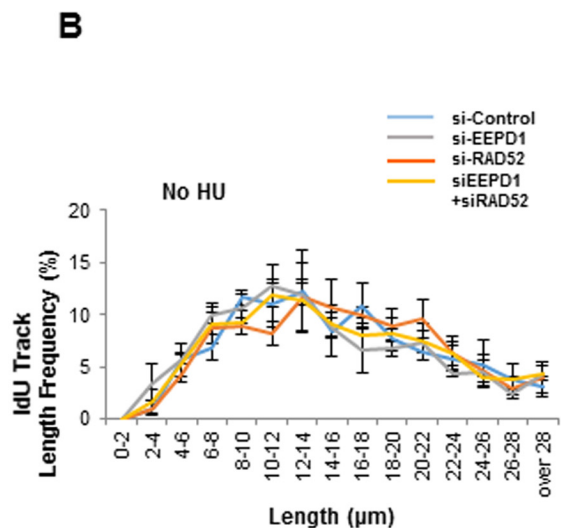 B
si-Control
si-EEPD1
si-RAD52
siEEPD1
+siRAD52
No HU
IdU Track
Length Frequency (%)
20
15
10
5
0
0-2
2-4
4-6
6-8
8-10
10-12
12-14
14-16
16-18
18-20
20-22
22-24
24-26
26-28
over 28
Length (µm)